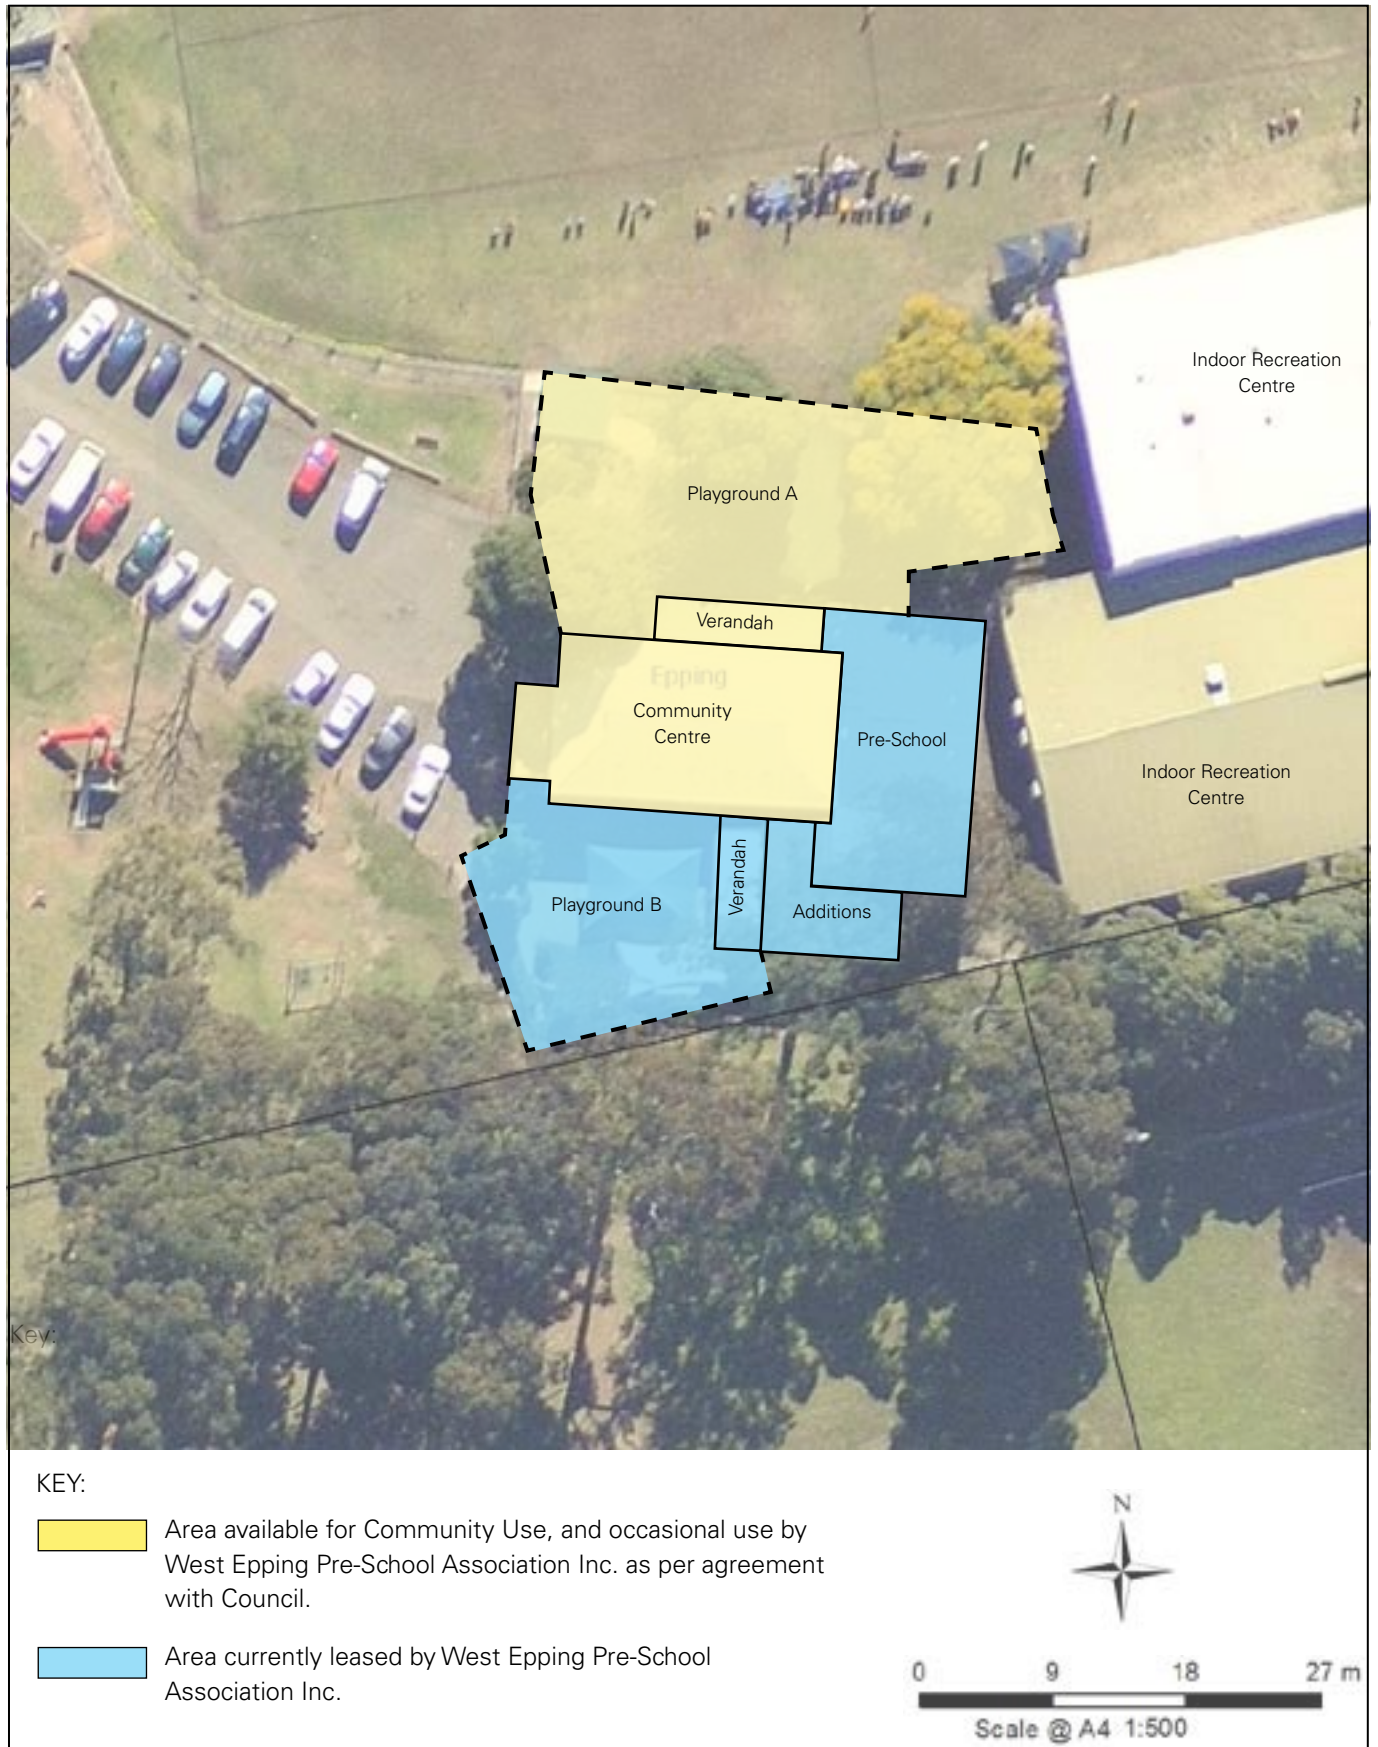 Indoor Recreation
Centre
Playground A
Verandah
Epping
Community
Centre
Pre-School
Indoor Recreation
Centre
Verandah
Playground B
Additions
Key:
KEY:
Area available for Community Use, and occasional use by
West Epping Pre-School Association Inc. as per agreement
with Council.
Area currently leased by West Epping Pre-School
Association Inc.
N
0 9 18 27 m
Scale @ A4 1:500